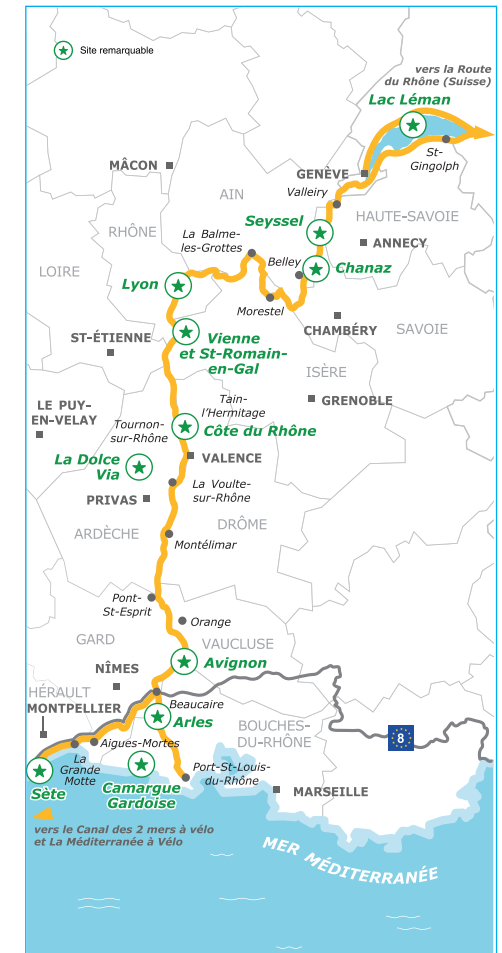 Site remarquable
vers la Route
du Rhône (Suisse)
Lac Léman
St-
Gingolph
MÂCON
GENÈVE
AIN
Valleiry
HAUTE-SAVOIE
Seyssel
RHÔNE
La Balme-
les-Grottes
ANNECY
Belley
Chanaz
LOIRE
Lyon
Morestel
CHAMBÉRY
SAVOIE
ST-ÉTIENNE
Vienne
et St-Romain-
en-Gal
ISÈRE
GRENOBLE
LE PUY-
EN-VELAY
Tain-
l'Hermitage
Tournon-
sur-Rhône
Côte du Rhône
La Dolce
Via
VALENCE
PRIVAS
La Voulte-
sur-Rhône
ARDÈCHE
DRÔME
Montélimar
Pont-
St-Esprit
Orange
GARD
VAUCLUSE
Avignon
NÎMES
HÉRAULT
MONTPELLIER
Beaucaire
Arles
BOUCHES-
DU-RHÔNE
8
Aigues-Mortes
La
Grande
Motte
Port-St-Louis-
du-Rhône
Camargue
Gardoise
MARSEILLE
Sète
vers le Canal des 2 mers à vélo
et La Méditerranée à Vélo
MER MÉDITERRANÉE